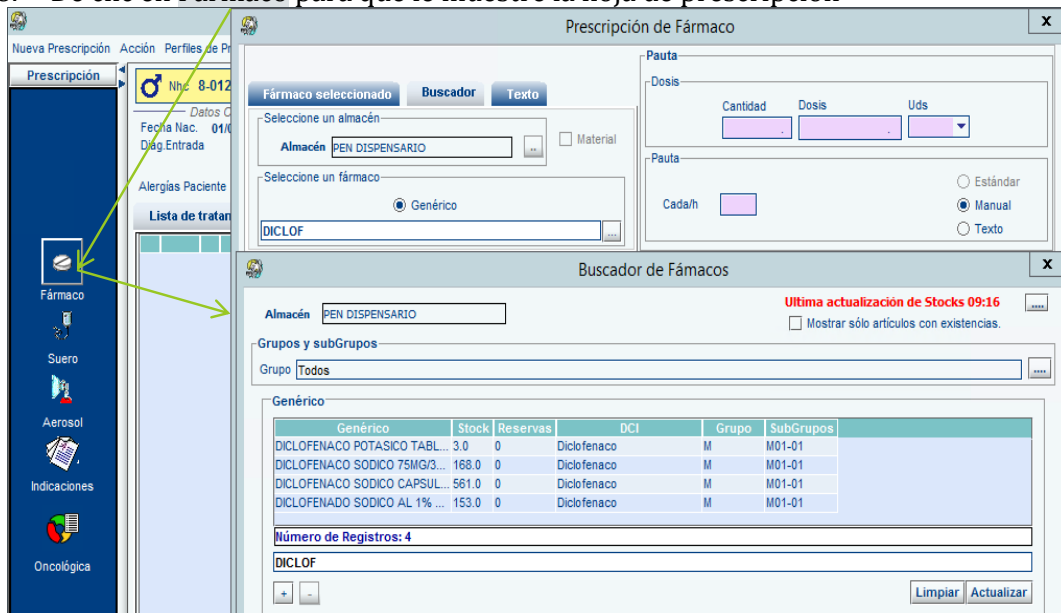 De clic en Fármaco para que le muestre la hoja de prescripción
Nueva Prescripción Acción Perfiles de Pr
Prescripción
Nhc 8-012
Datos
Fecha Nac. 01/0
Diag.Entrada
Alergías Paciente
Lista de tratan
Fármaco
Suero
Aerosol
Indicaciones
Oncológica
Prescripción de Fármaco
x
Fármaco seleccionado Buscador Texto
Seleccione un almacén
Almacén PEN DISPENSARIO .. Material
Seleccione un fármaco
Genérico
DICLOF ...
Pauta
Dosis
Cantidad Dosis Uds
. .
Pauta
Cada/h
Estándar
Manual
Texto
Buscador de Fámacos
x
Almacén PEN DISPENSARIO
Ultima actualización de Stocks 09:16 ....
Mostrar sólo artículos con existencias.
Grupos y subGrupos
Grupo Todos ....
Genérico
Genérico Stock Reservas DCI Grupo SubGrupos
DICLOFENACO POTASICO TABL... 3.0 0 Diclofenaco M M01-01
DICLOFENACO SODICO 75MG/3... 168.0 0 Diclofenaco M M01-01
DICLOFENACO SODICO CAPSUL... 561.0 0 Diclofenaco M M01-01
DICLOFENADO SODICO AL 1% ... 153.0 0 Diclofenaco M M01-01
Número de Registros: 4
DICLOF
+ -
Limpiar Actualizar